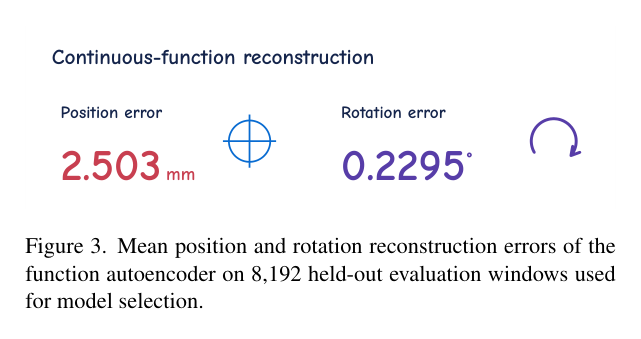 Continuous-function reconstruction
Position error
Rotation error
2.503 mm
0.2295°
Figure 3. Mean position and rotation reconstruction errors of the
function autoencoder on 8,192 held-out evaluation windows used
for model selection.